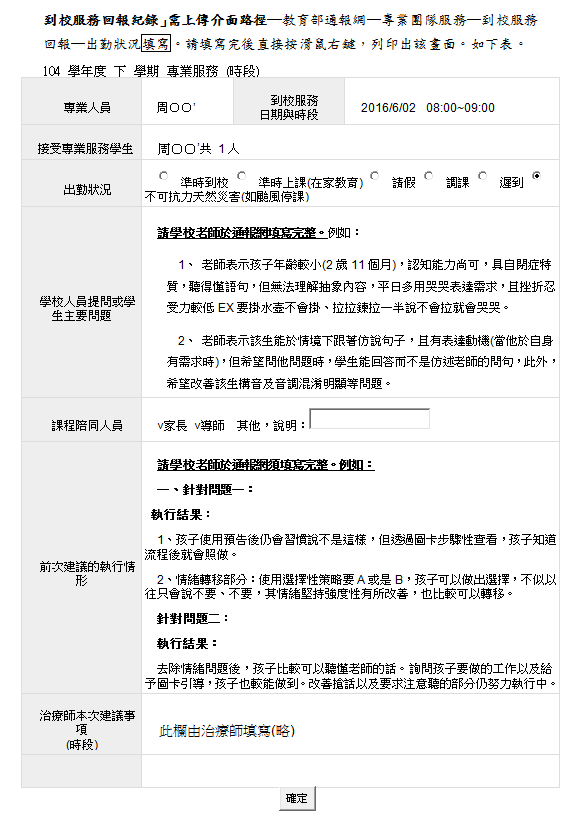 到校服務回報紀錄」需上傳介面路徑—教育部通報網—專業團隊服務—到校服務
回報—出勤狀況填寫。請填寫完後直接按滑鼠右鍵，列印出該畫面。如下表。
104 學年度 下 學期 專業服務 (時段)
專業人員
周〇〇'
到校服務
日期與時段
2016/6/02 08:00~09:00
接受專業服務學生
周〇〇'共 1 人
出勤狀況
準時到校 準時上課(在家教育) 請假 調課 遲到
不可抗力天然災害(如颱風停課)
學校人員提問或學
生主要問題
請學校老師於通報網填寫完整。例如：
1、 老師表示孩子年齡較小(2 歲 11 個月)，認知能力尚可，具自閉症特
質，聽得懂語句，但無法理解抽象內容，平日多用哭哭表達需求，且挫折忍
受力較低 EX 要掛水壺不會掛、拉拉鍊拉一半說不會拉就會哭哭。
2、 老師表示該生能於情境下跟著仿說句子，且有表達動機(當他於自身
有需求時)，但希望問他問題時，學生能回答而不是仿述老師的問句，此外，
希望改善該生構音及音調混淆明顯等問題。
課程陪同人員
v家長 v導師 其他，說明：
前次建議的執行情
形
請學校老師於通報網須填寫完整。例如：
一、針對問題一：
執行結果：
1、孩子使用預告後仍會習慣說不是這樣，但透過圖卡步驟性查看，孩子知道
流程後就會照做。
2、情緒轉移部分：使用選擇性策略要 A 或是 B，孩子可以做出選擇，不似以
往只會說不要、不要，其情緒堅持強度性有所改善，也比較可以轉移。
針對問題二：
執行結果：
去除情緒問題後，孩子比較可以聽懂老師的話。詢問孩子要做的工作以及給
予圖卡引導，孩子也較能做到。改善搶話以及要求注意聽的部分仍努力執行中。
治療師本次建議事
項
(時段)
此欄由治療師填寫(略)
確定